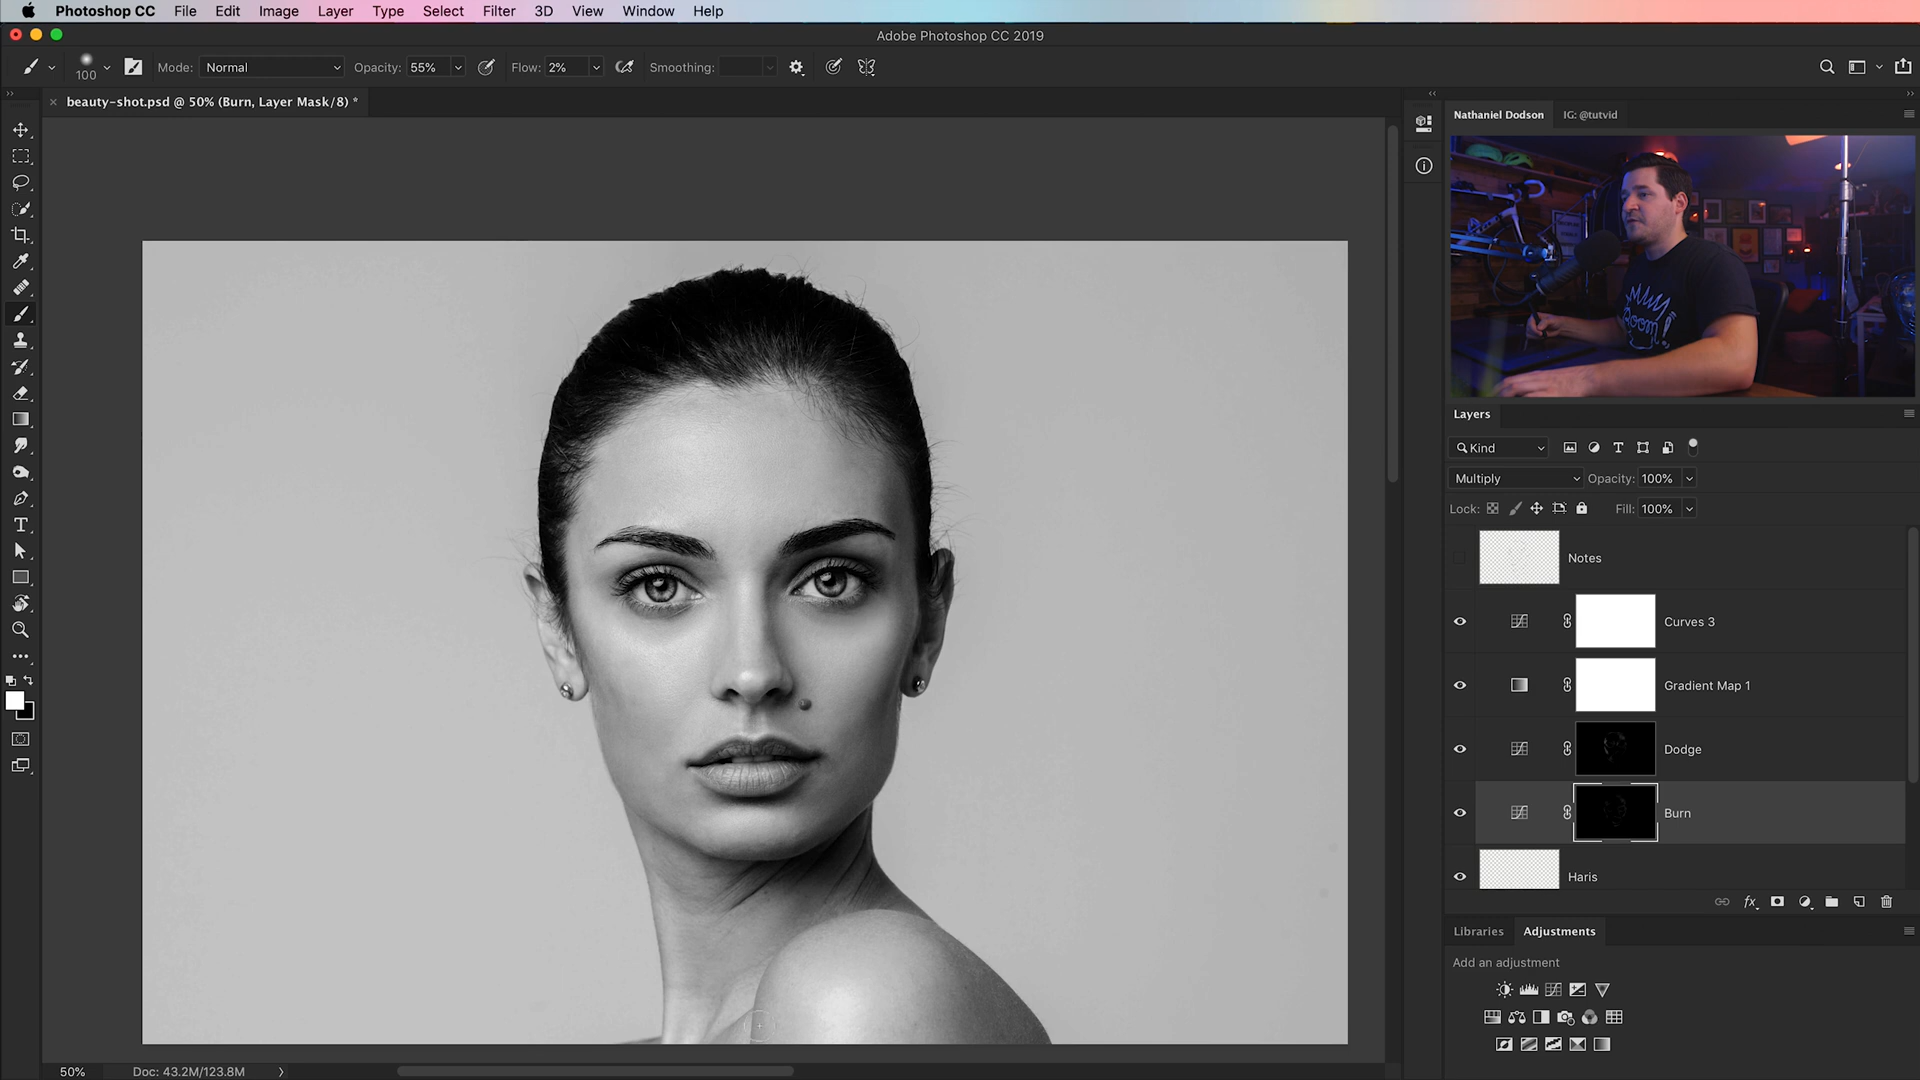 Photoshop CC File Edit Image Layer Type Select Filter 3D View Window Help
Adobe Photoshop CC 2019
100 Mode: Normal Opacity: 55% Flow: 2% Smoothing:
beauty-shot.psd @ 50% (Burn, Layer Mask/8) *
Nathaniel Dodson IG: @tutvid
BOOM!
Layers
Kind
Multiply Opacity: 100%
Lock: Fill: 100%
Notes
Curves 3
Gradient Map 1
Dodge
Burn
Haris
fx
Libraries Adjustments
Add an adjustment
50% Doc: 43.2M/123.8M